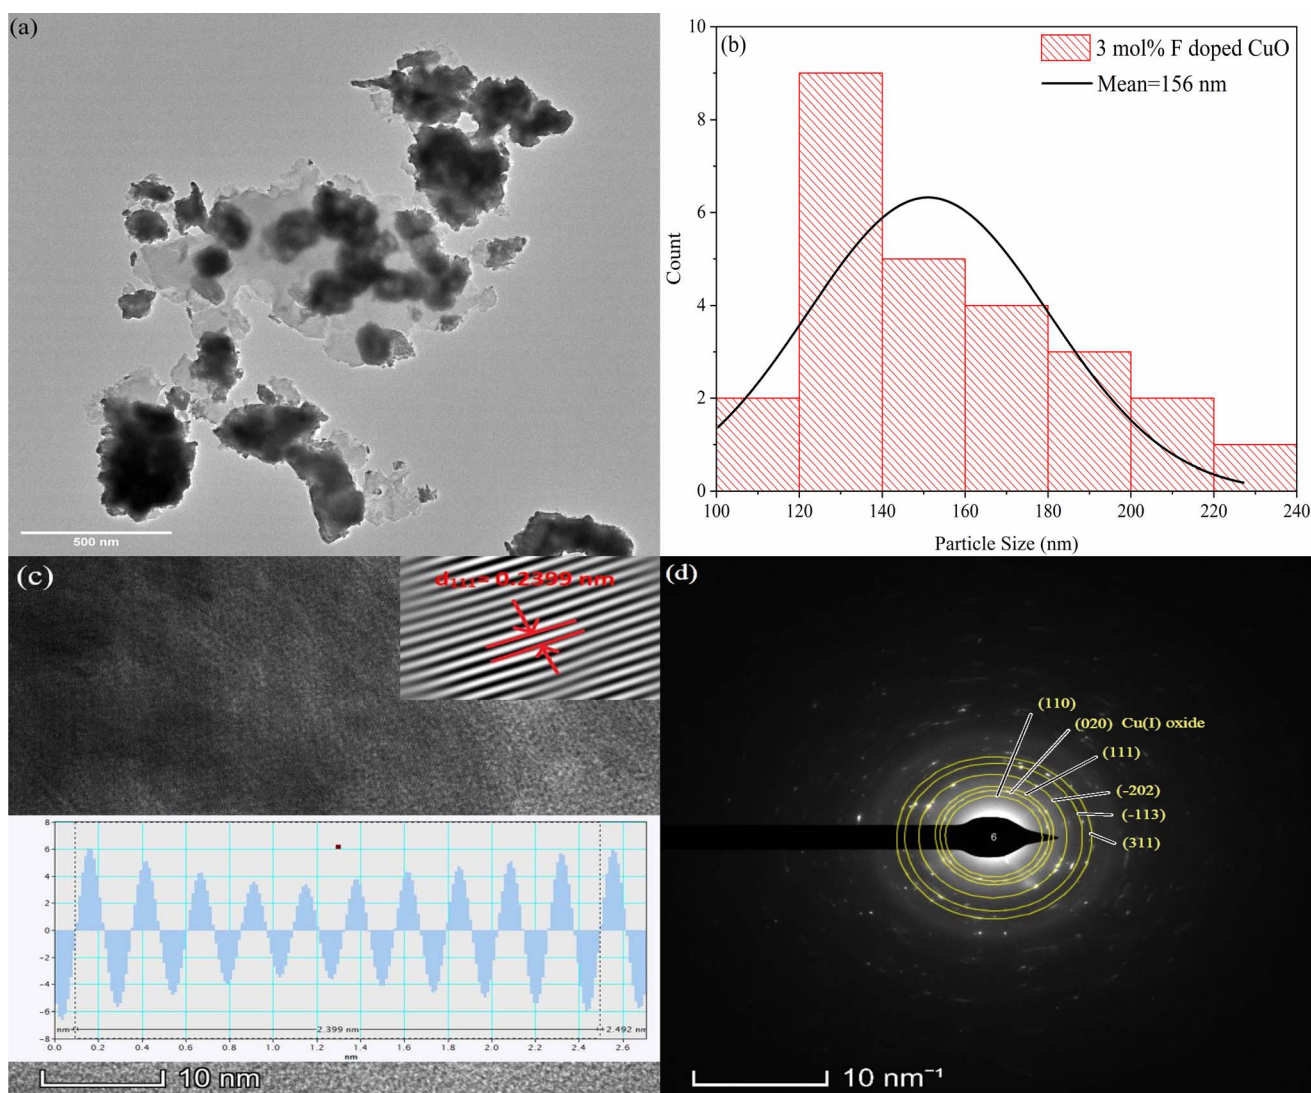 (a)
500 nm
(b)
3 mol% F doped CuO
Mean=156 nm
10
8
6
4
2
0
Count
100 120 140 160 180 200 220 240
Particle Size (nm)
(c)
d₁₁₁= 0.2399 nm
8
6
4
2
0
-2
-4
-6
-8
nm
2.399 nm
2.492 nm
0.0 0.2 0.4 0.6 0.8 1.0 1.2 1.4 1.6 1.8 2.0 2.2 2.4 2.6
nm
10 nm
(d)
(110)
(020) Cu(I) oxide
(111)
(-202)
(-113)
(311)
6
10 nm⁻¹